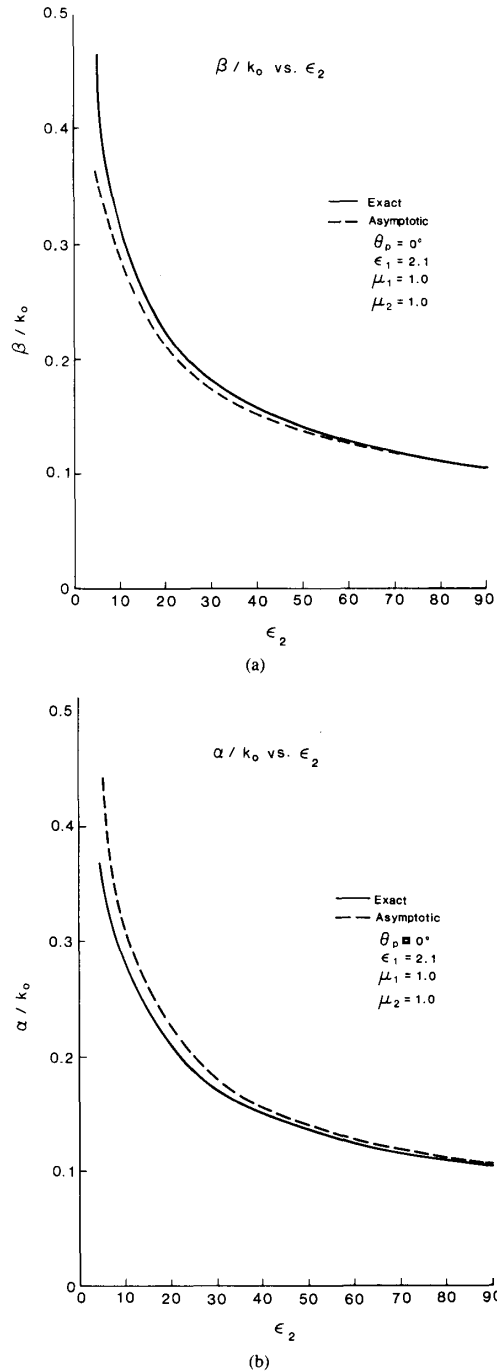 0.5
β / k₀ vs. ϵ₂
0.4
Exact
Asymptotic
θₚ = 0°
ϵ₁ = 2.1
μ₁ = 1.0
μ₂ = 1.0
0.3
β / k₀
0.2
0.1
0
0 10 20 30 40 50 60 70 80 90
ϵ₂
(a)
0.5
α / k₀ vs. ϵ₂
0.4
Exact
Asymptotic
θₚ = 0°
ϵ₁ = 2.1
μ₁ = 1.0
μ₂ = 1.0
0.3
α / k₀
0.2
0.1
0
0 10 20 30 40 50 60 70 80 90
ϵ₂
(b)